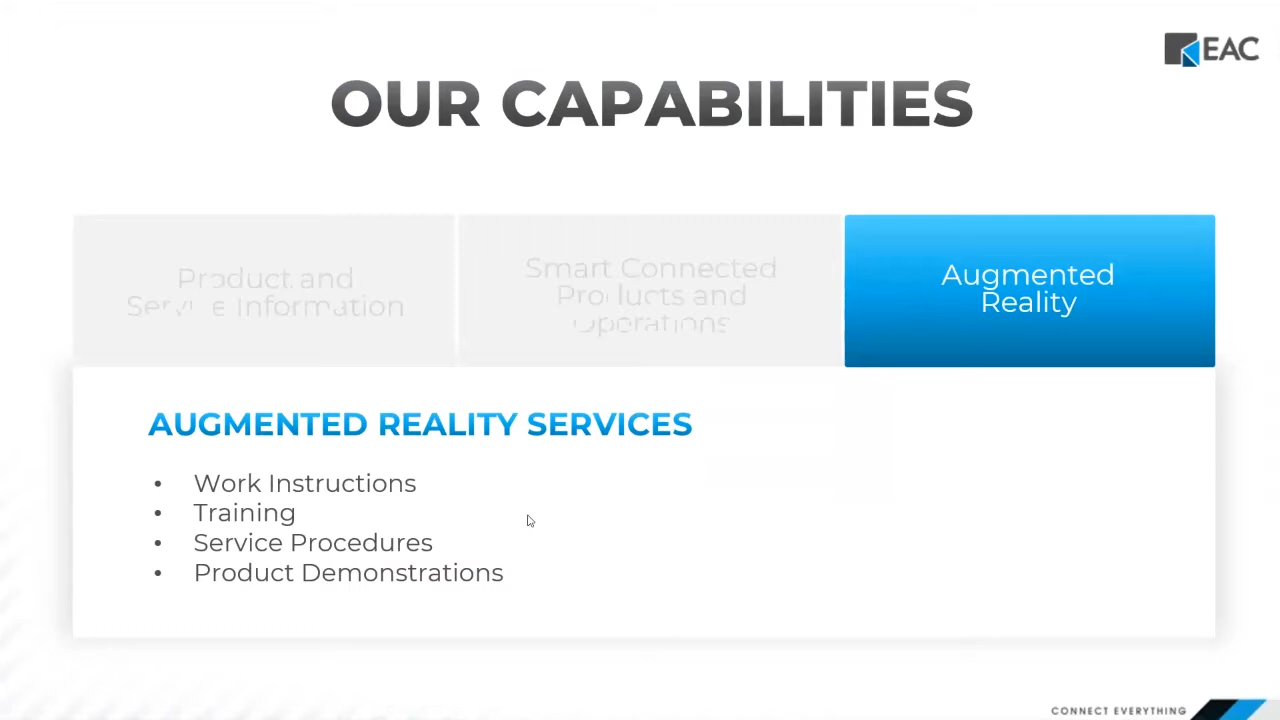 EAC
OUR CAPABILITIES
Product and
Service Information
Smart Connected
Products and
Operations
Augmented
Reality
AUGMENTED REALITY SERVICES
• Work Instructions
• Training
• Service Procedures
• Product Demonstrations
CONNECT EVERYTHING